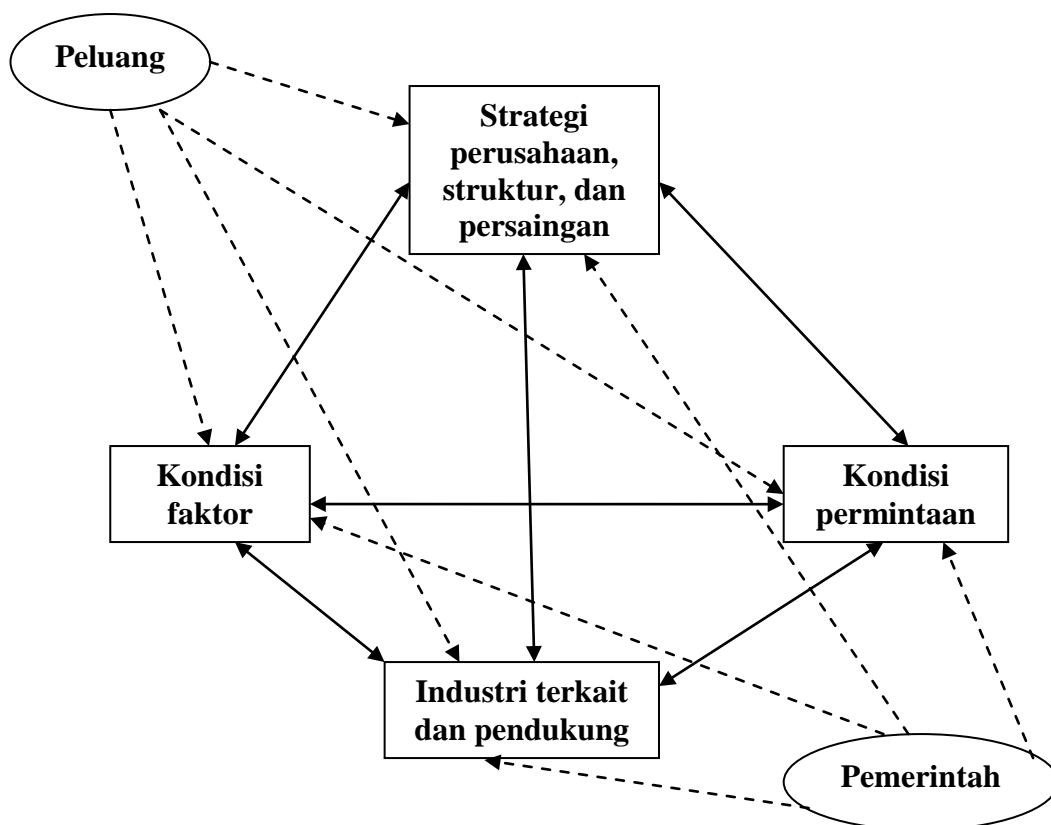 Peluang
Strategi
perusahaan,
struktur, dan
persaingan
Kondisi
faktor
Kondisi
permintaan
Industri terkait
dan pendukung
Pemerintah